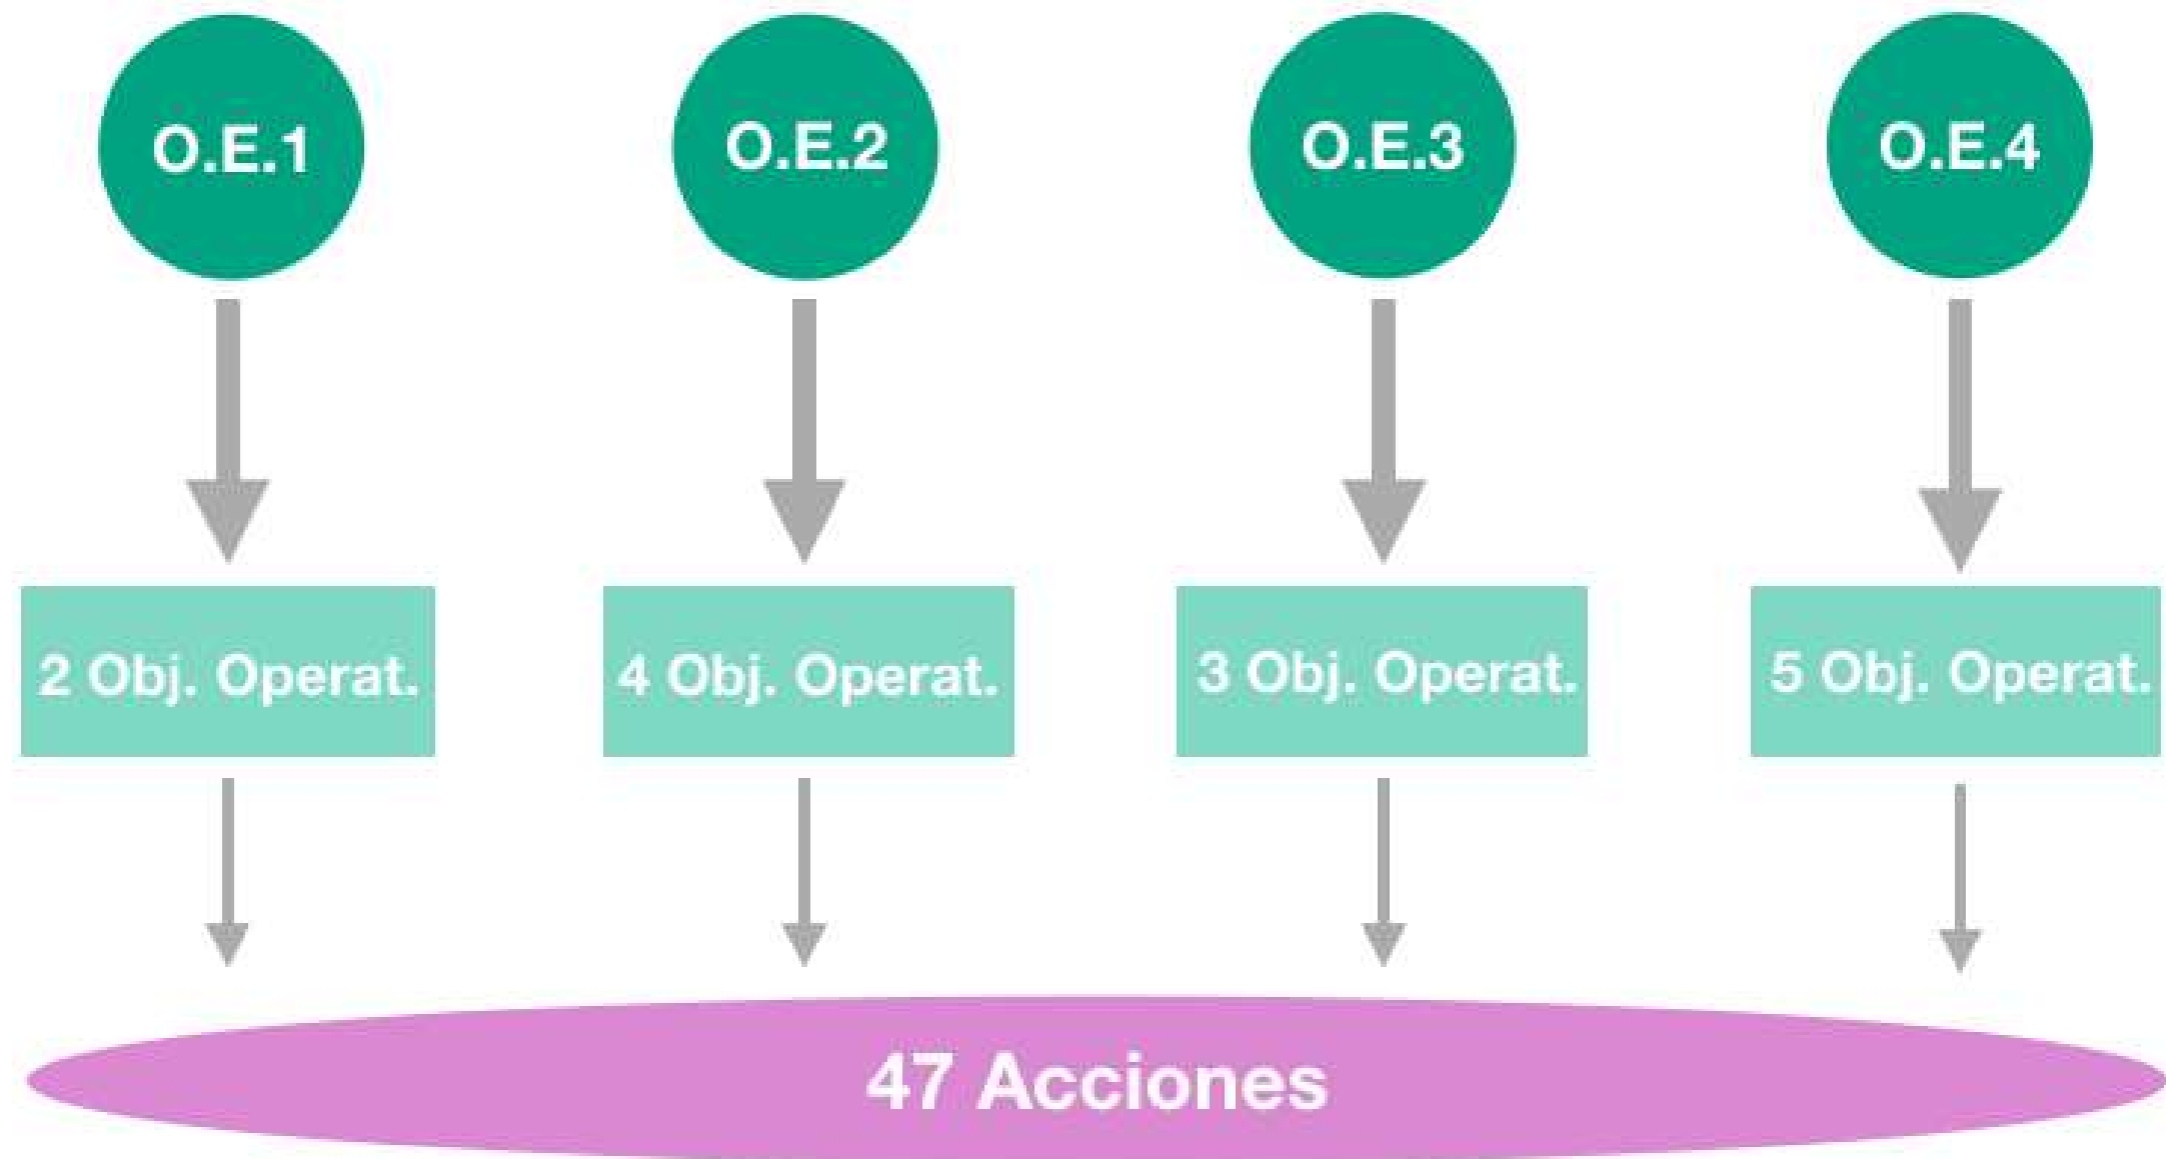 O.E.1
O.E.2
O.E.3
O.E.4
2 Obj. Operat.
4 Obj. Operat.
3 Obj. Operat.
5 Obj. Operat.
47 Acciones